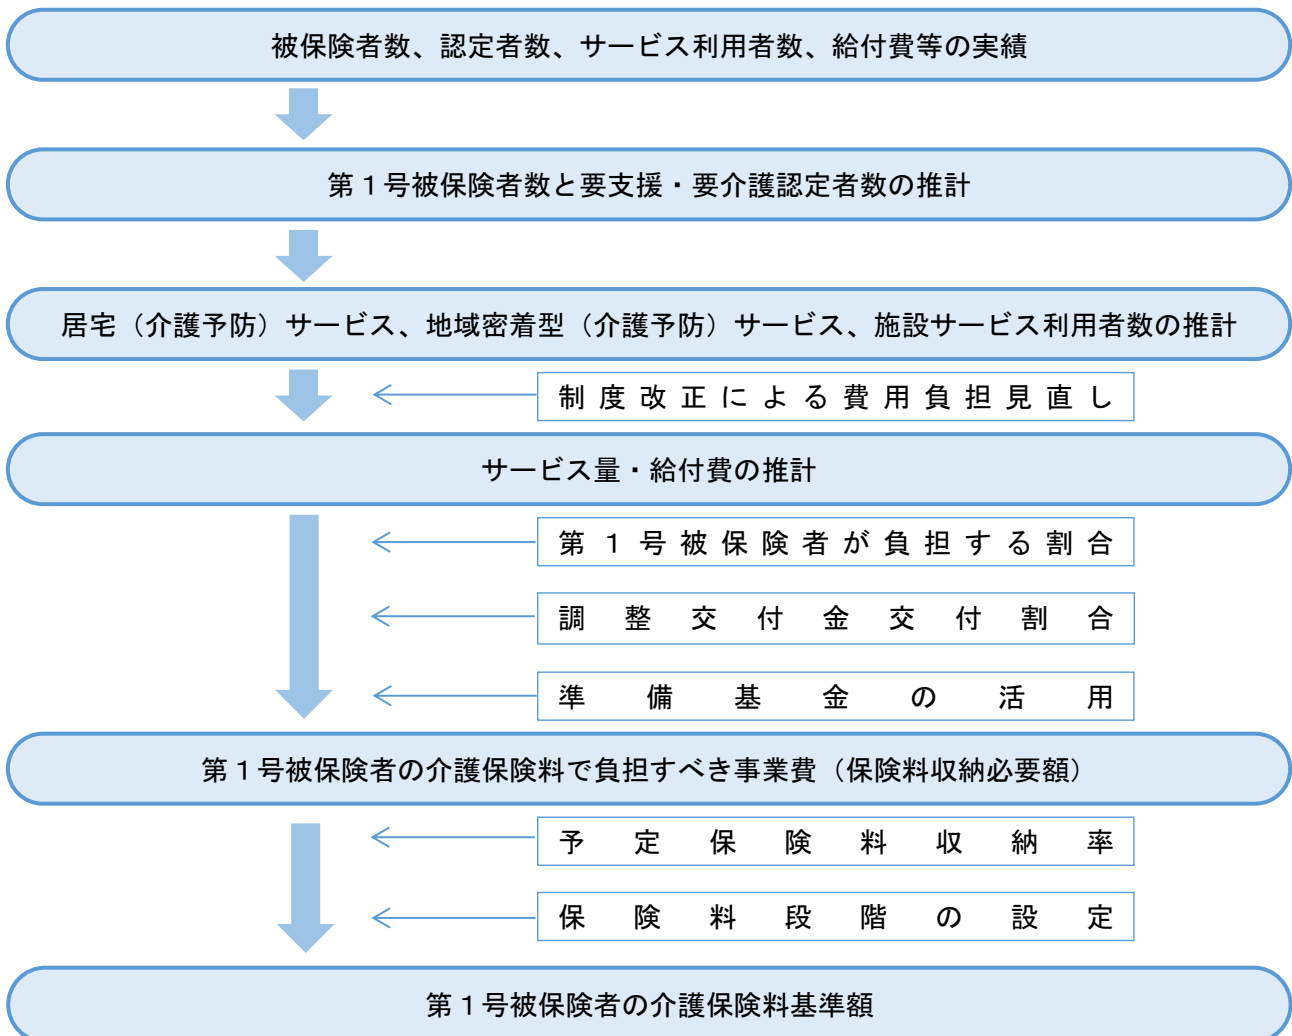 被保険者数、認定者数、サービス利用者数、給付費等の実績
第１号被保険者数と要支援・要介護認定者数の推計
居宅（介護予防）サービス、地域密着型（介護予防）サービス、施設サービス利用者数の推計
制度改正による費用負担見直し
サービス量・給付費の推計
第１号被保険者が負担する割合
調整交付金交付割合
準備基金の活用
第１号被保険者の介護保険料で負担すべき事業費（保険料収納必要額）
予定保険料収納率
保険料段階の設定
第１号被保険者の介護保険料基準額